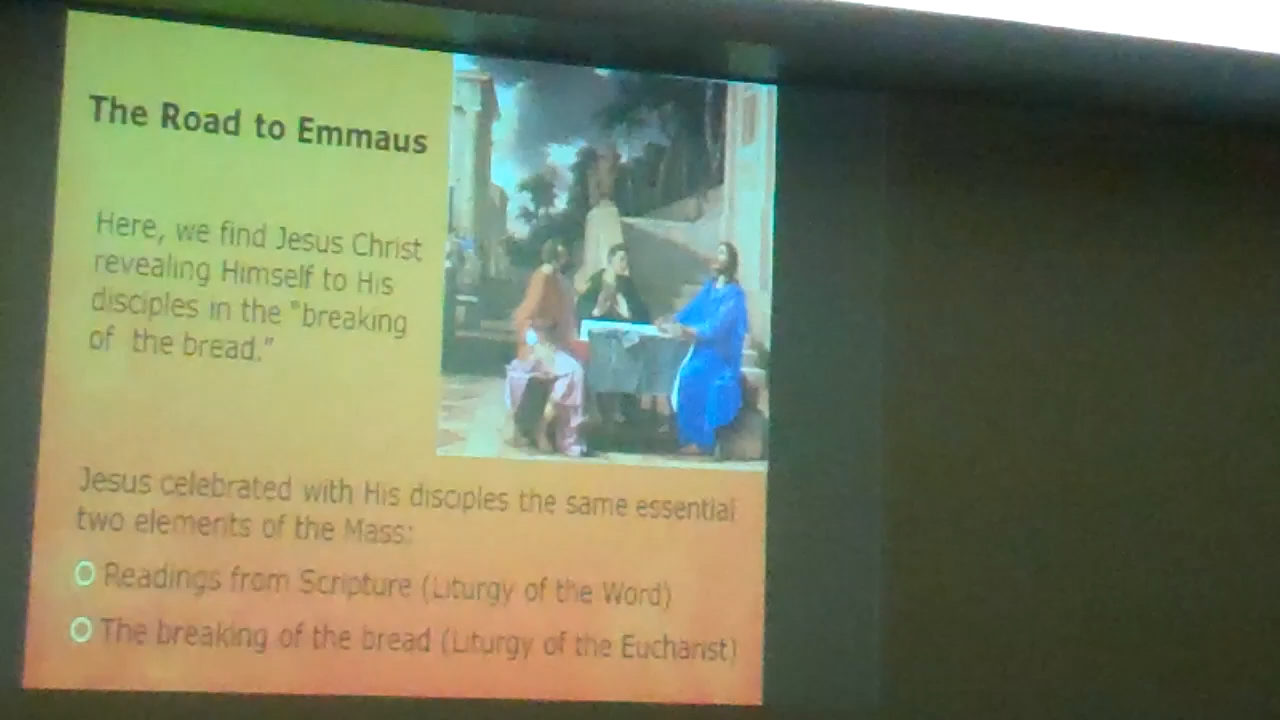 The Road to Emmaus
Here, we find Jesus Christ
revealing Himself to His
disciples in the "breaking
of the bread."
Jesus celebrated with His disciples the same essential
two elements of the Mass:
Readings from Scripture (Liturgy of the Word)
The breaking of the bread (Liturgy of the Eucharist)